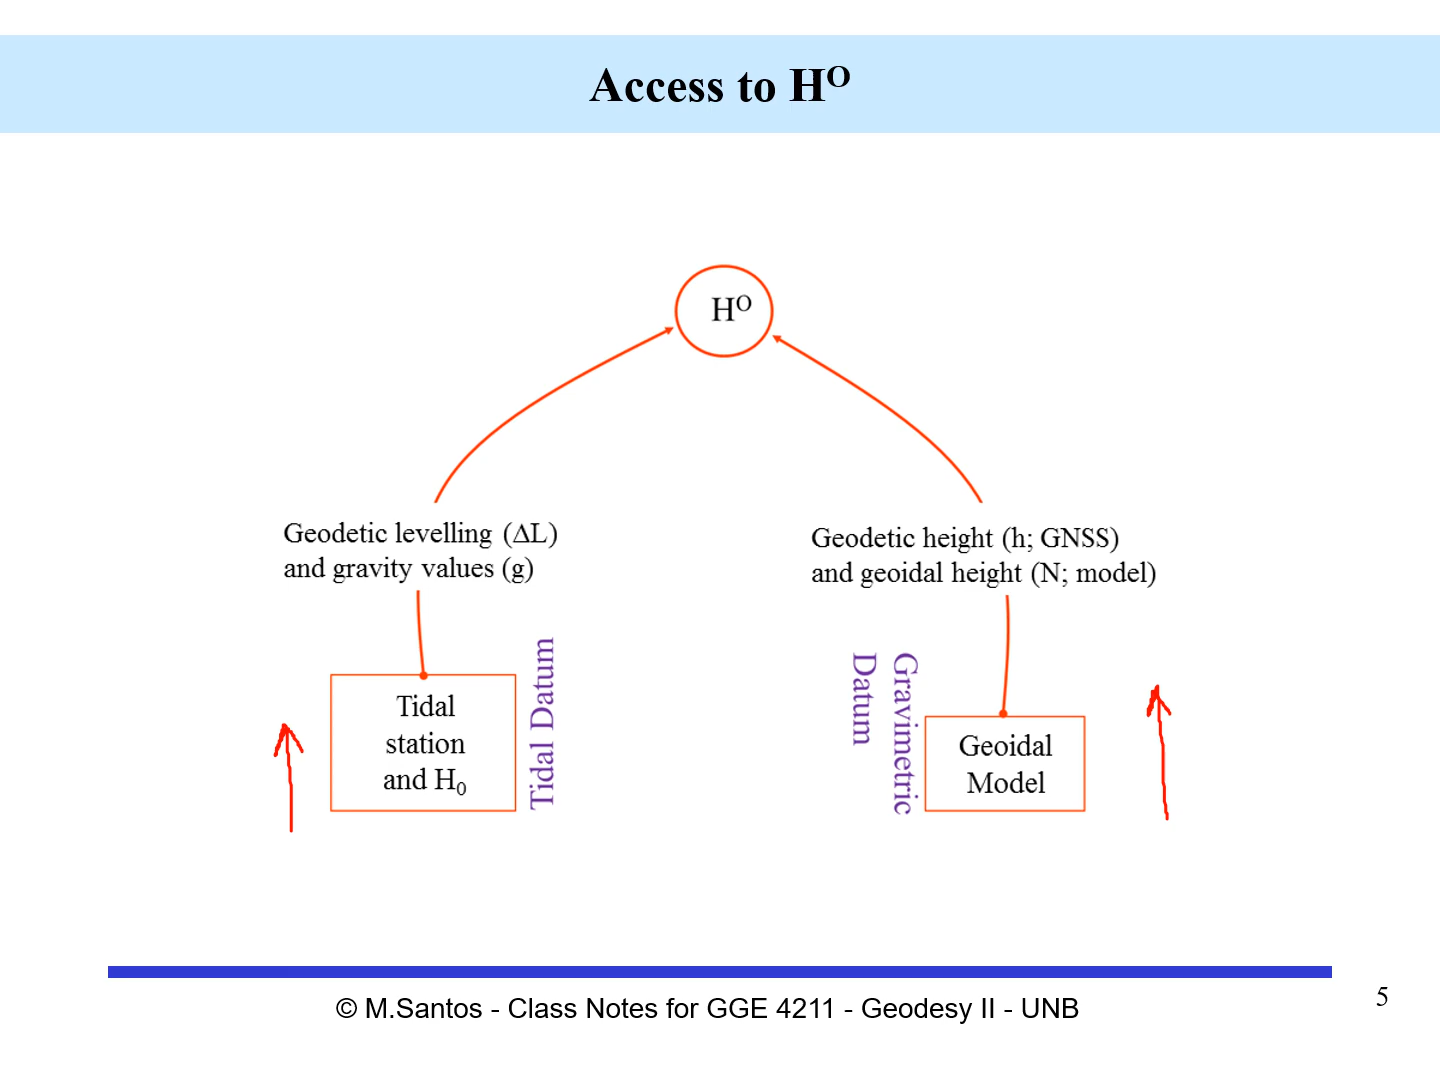 Access to Hᴼ
Hᴼ
Geodetic levelling (ΔL)
and gravity values (g)
Geodetic height (h; GNSS)
and geoidal height (N; model)
Tidal
station
and H₀
Tidal Datum
Gravimetric
Datum
Geoidal
Model
© M.Santos - Class Notes for GGE 4211 - Geodesy II - UNB
5